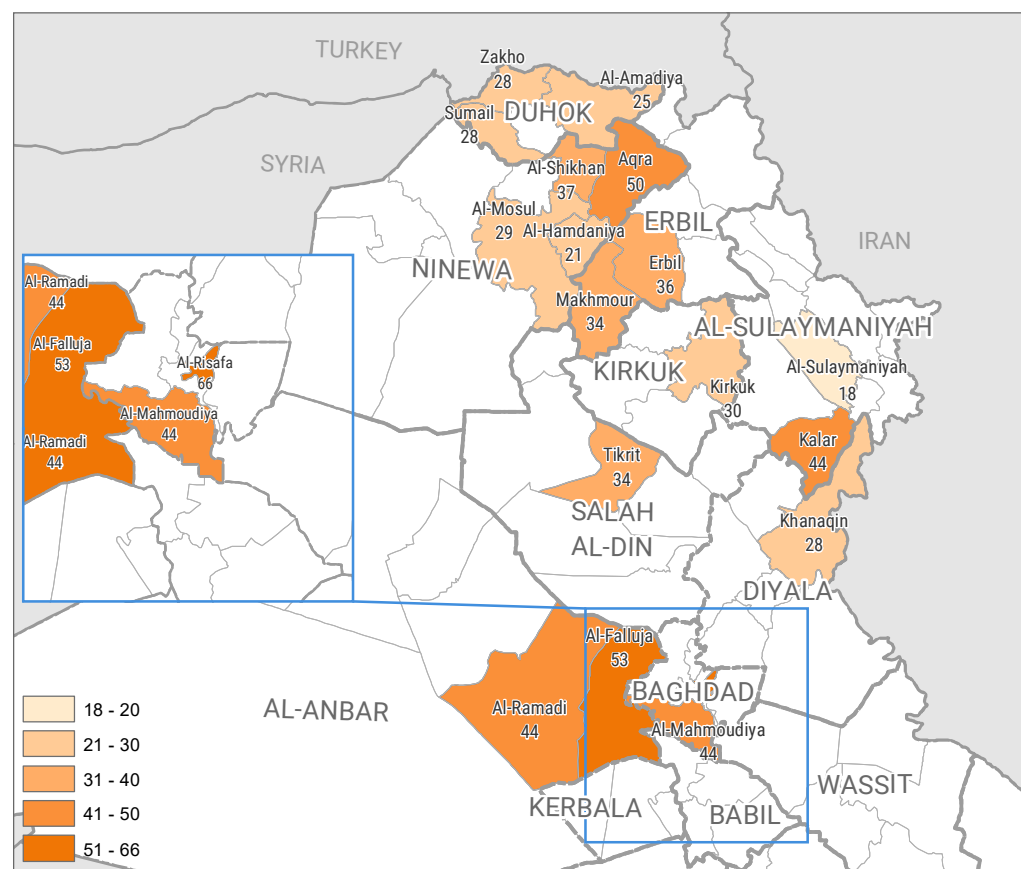 TURKEY
Zakho
28
Al-Amadiya
25
Sumail
28
DUHOK
SYRIA
Al-Shikhan
37
Aqra
50
Al-Mosul
29
Al-Hamdaniya
21
ERBIL
IRAN
NINEWA
Erbil
36
Makhmour
34
AL-SULAYMANIYAH
KIRKUK
Al-Sulaymaniyah
18
Kirkuk
30
Al-Ramadi
44
Al-Falluja
53
Al-Risafa
66
Al-Mahmoudiya
44
Al-Ramadi
44
Kalar
44
Tikrit
34
SALAH
AL-DIN
Khanaqin
28
DIYALA
Al-Falluja
53
BAGHDAD
AL-ANBAR
Al-Ramadi
44
Al-Mahmoudiya
44
KERBALA
BABIL
WASSIT
18 - 20
21 - 30
31 - 40
41 - 50
51 - 66